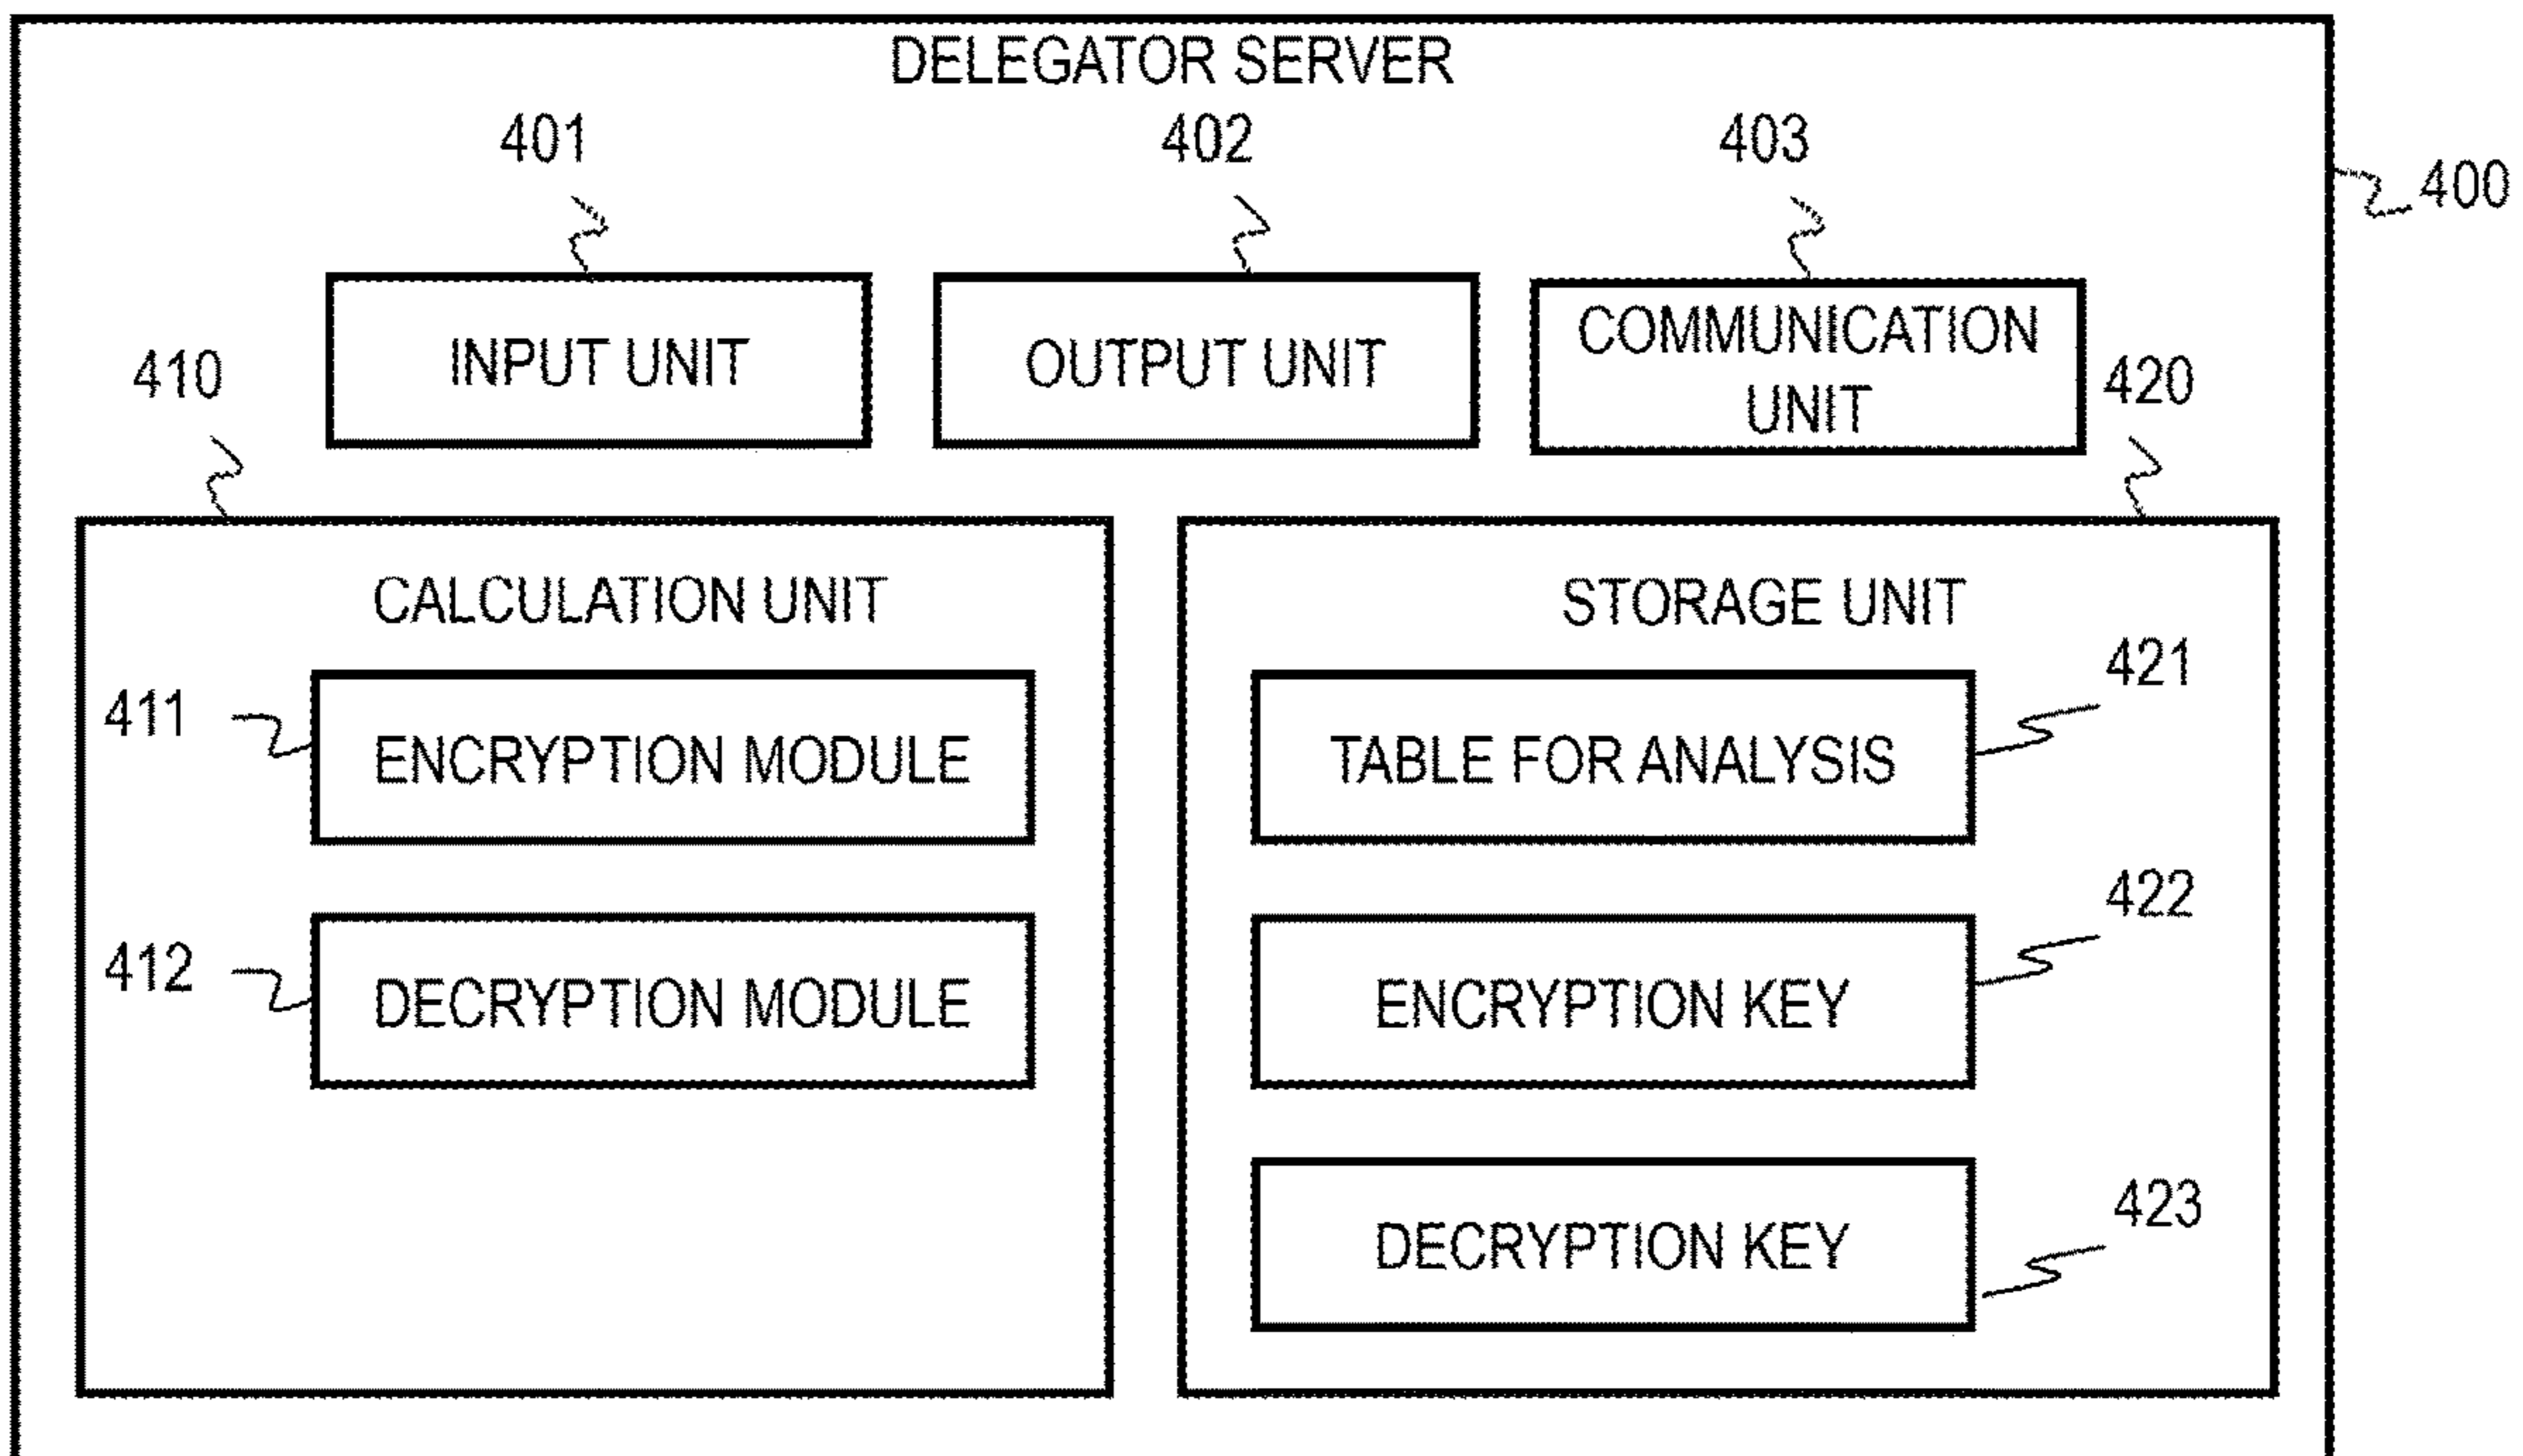 DELEGATOR SERVER
401
402
403
400
INPUT UNIT
OUTPUT UNIT
COMMUNICATION
UNIT
410
420
CALCULATION UNIT
411
ENCRYPTION MODULE
412
DECRYPTION MODULE
STORAGE UNIT
421
TABLE FOR ANALYSIS
422
ENCRYPTION KEY
423
DECRYPTION KEY